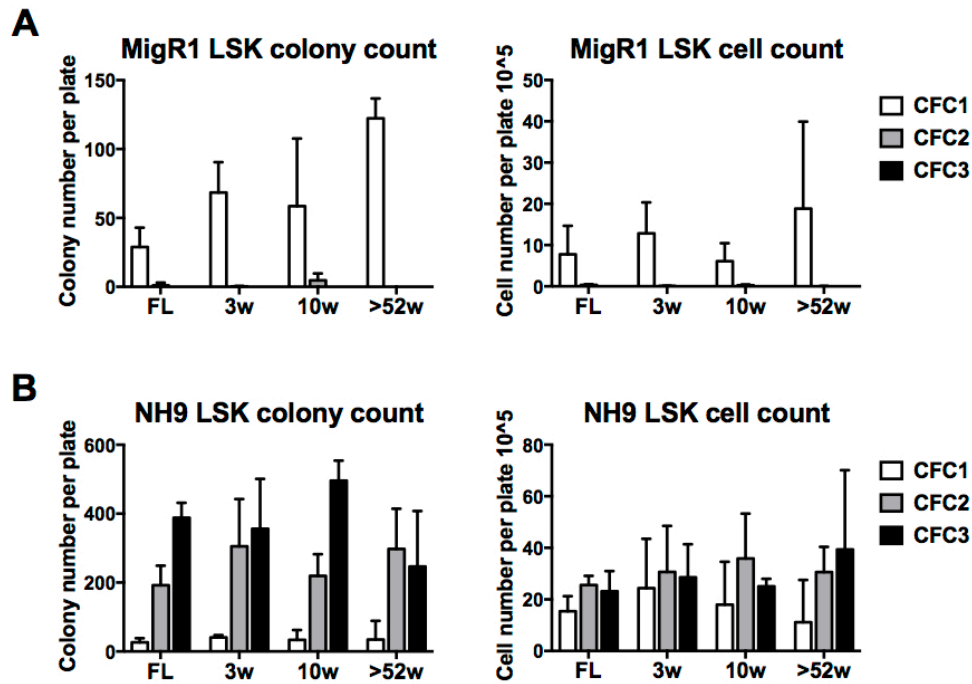 A
MigR1 LSK colony count
Colony number per plate
150
100
50
0
FL 3w 10w >52w
MigR1 LSK cell count
Cell number per plate 10^5
50
40
30
20
10
0
FL 3w 10w >52w
CFC1
CFC2
CFC3
B
NH9 LSK colony count
Colony number per plate
600
400
200
0
FL 3w 10w >52w
NH9 LSK cell count
Cell number per plate 10^5
80
60
40
20
0
FL 3w 10w >52w
CFC1
CFC2
CFC3